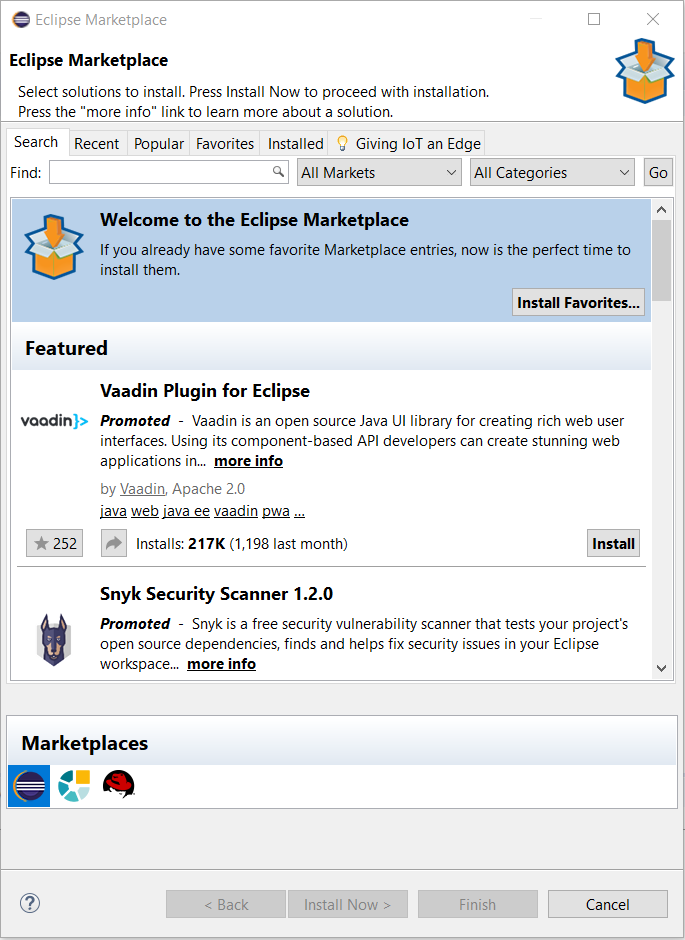 Eclipse Marketplace
Eclipse Marketplace
Select solutions to install. Press Install Now to proceed with installation.
Press the "more info" link to learn more about a solution.
Search Recent Popular Favorites Installed Giving IoT an Edge
Find: All Markets All Categories Go
Welcome to the Eclipse Marketplace
If you already have some favorite Marketplace entries, now is the perfect time to
install them.
Install Favorites...
Featured
Vaadin Plugin for Eclipse
vaadin}> Promoted - Vaadin is an open source Java UI library for creating rich web user
interfaces. Using its component-based API developers can create stunning web
applications in... more info
by Vaadin, Apache 2.0
java web java ee vaadin pwa ...
252 Installs: 217K (1,198 last month) Install
Snyk Security Scanner 1.2.0
Promoted - Snyk is a free security vulnerability scanner that tests your project's
open source dependencies, finds and helps fix security issues in your Eclipse
workspace... more info
Marketplaces
? < Back Install Now > Finish Cancel